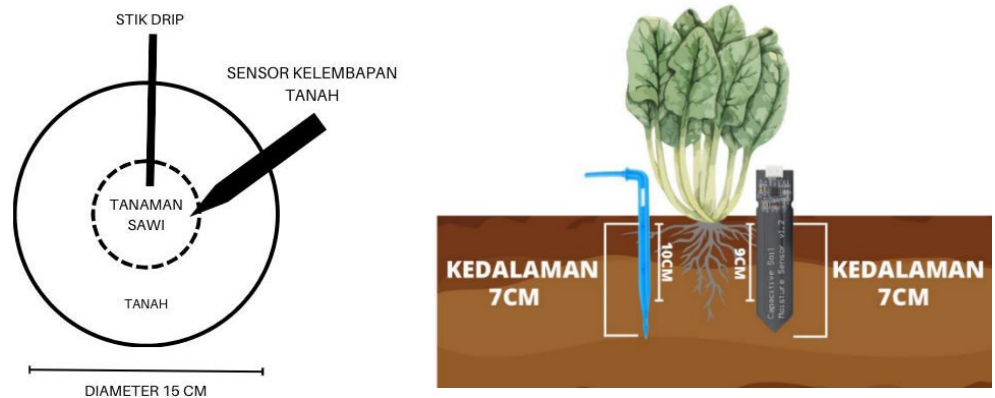 STIK DRIP
SENSOR KELEMBAPAN
TANAH
TANAMAN
SAWI
TANAH
DIAMETER 15 CM
KEDALAMAN
7CM
10CM
9CM
Capacitive Soil
Moisture Sensor v1.2
KEDALAMAN
7CM